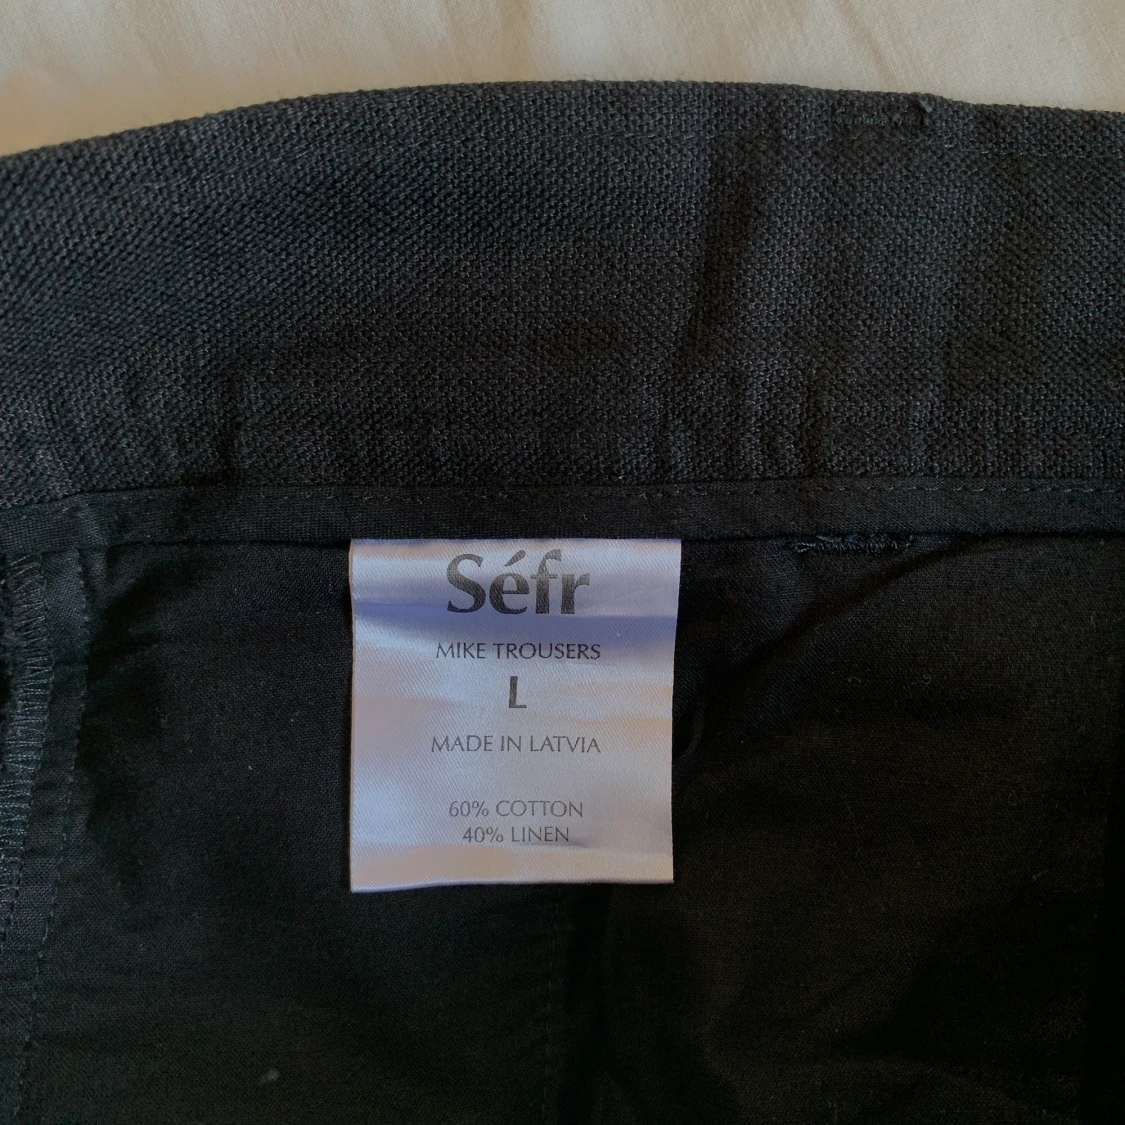 Séfr
MIKE TROUSERS
L
MADE IN LATVIA
60% COTTON
40% LINEN